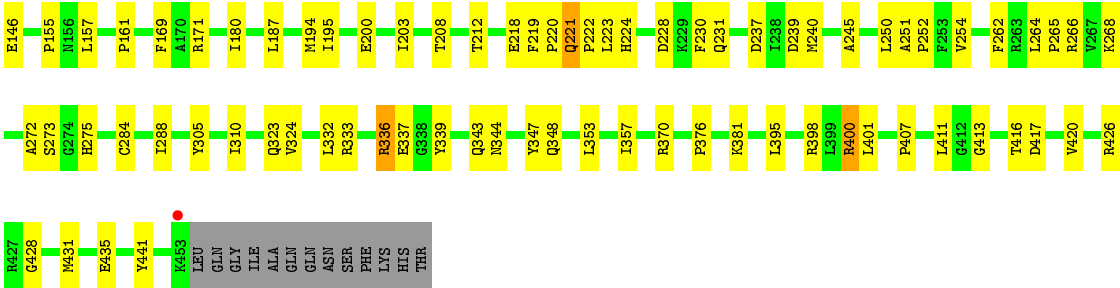 E146 P155 N156 L157 P161 F169 A170 R171 I180 L187 M194 I195 E200 I203 T208 T212 E218 F219 P220 Q221 P222 L223 H224 D228 K229 F230 Q231 D237 I238 D239 M240 A245 L250 A251 P252 F253 V254 F262 R263 L264 P265 R266 V267 K268
A272 S273 G274 H275 C284 I288 Y305 I310 Q323 V324 L332 R333 R336 E337 G338 Y339 Q343 N344 Y347 Q348 L353 I357 R370 P376 K381 L395 R398 L399 R400 L401 P407 L411 G412 G413 T416 D417 V420 R426
R427 G428 M431 E435 Y441 K453 LEU GLN GLY ILE ALA GLN GLN ASN SER PHE LYS HIS THR